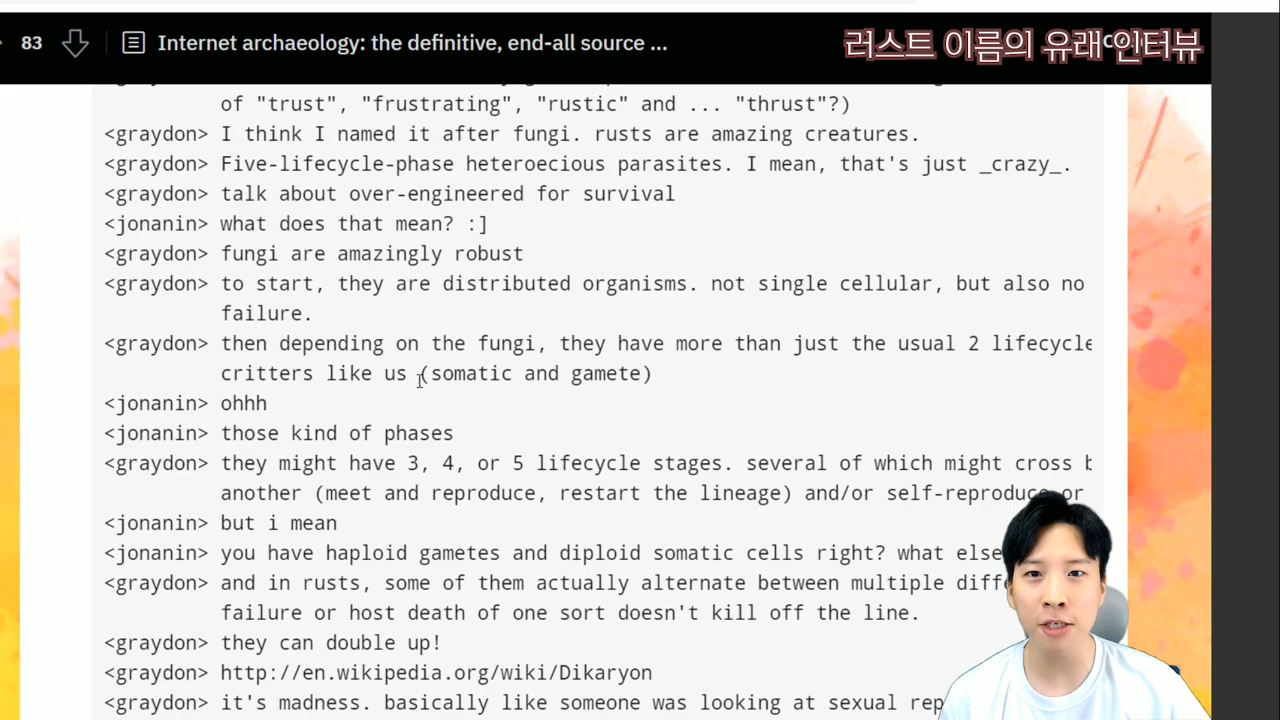 83 Internet archaeology: the definitive, end-all source ...
러스트 이름의 유래 인터뷰
of "trust", "frustrating", "rustic" and ... "thrust"?)
<graydon> I think I named it after fungi. rusts are amazing creatures.
<graydon> Five-lifecycle-phase heteroecious parasites. I mean, that's just _crazy_.
<graydon> talk about over-engineered for survival
<jonanin> what does that mean? :]
<graydon> fungi are amazingly robust
<graydon> to start, they are distributed organisms. not single cellular, but also no
failure.
<graydon> then depending on the fungi, they have more than just the usual 2 lifecycle
critters like us (somatic and gamete)
<jonanin> ohhh
<jonanin> those kind of phases
<graydon> they might have 3, 4, or 5 lifecycle stages. several of which might cross
another (meet and reproduce, restart the lineage) and/or self-reproduce or
<jonanin> but i mean
<jonanin> you have haploid gametes and diploid somatic cells right? what else
<graydon> and in rusts, some of them actually alternate between multiple
failure or host death of one sort doesn't kill off the line.
<graydon> they can double up!
<graydon> http://en.wikipedia.org/wiki/Dikaryon
<graydon> it's madness. basically like someone was looking at sexual